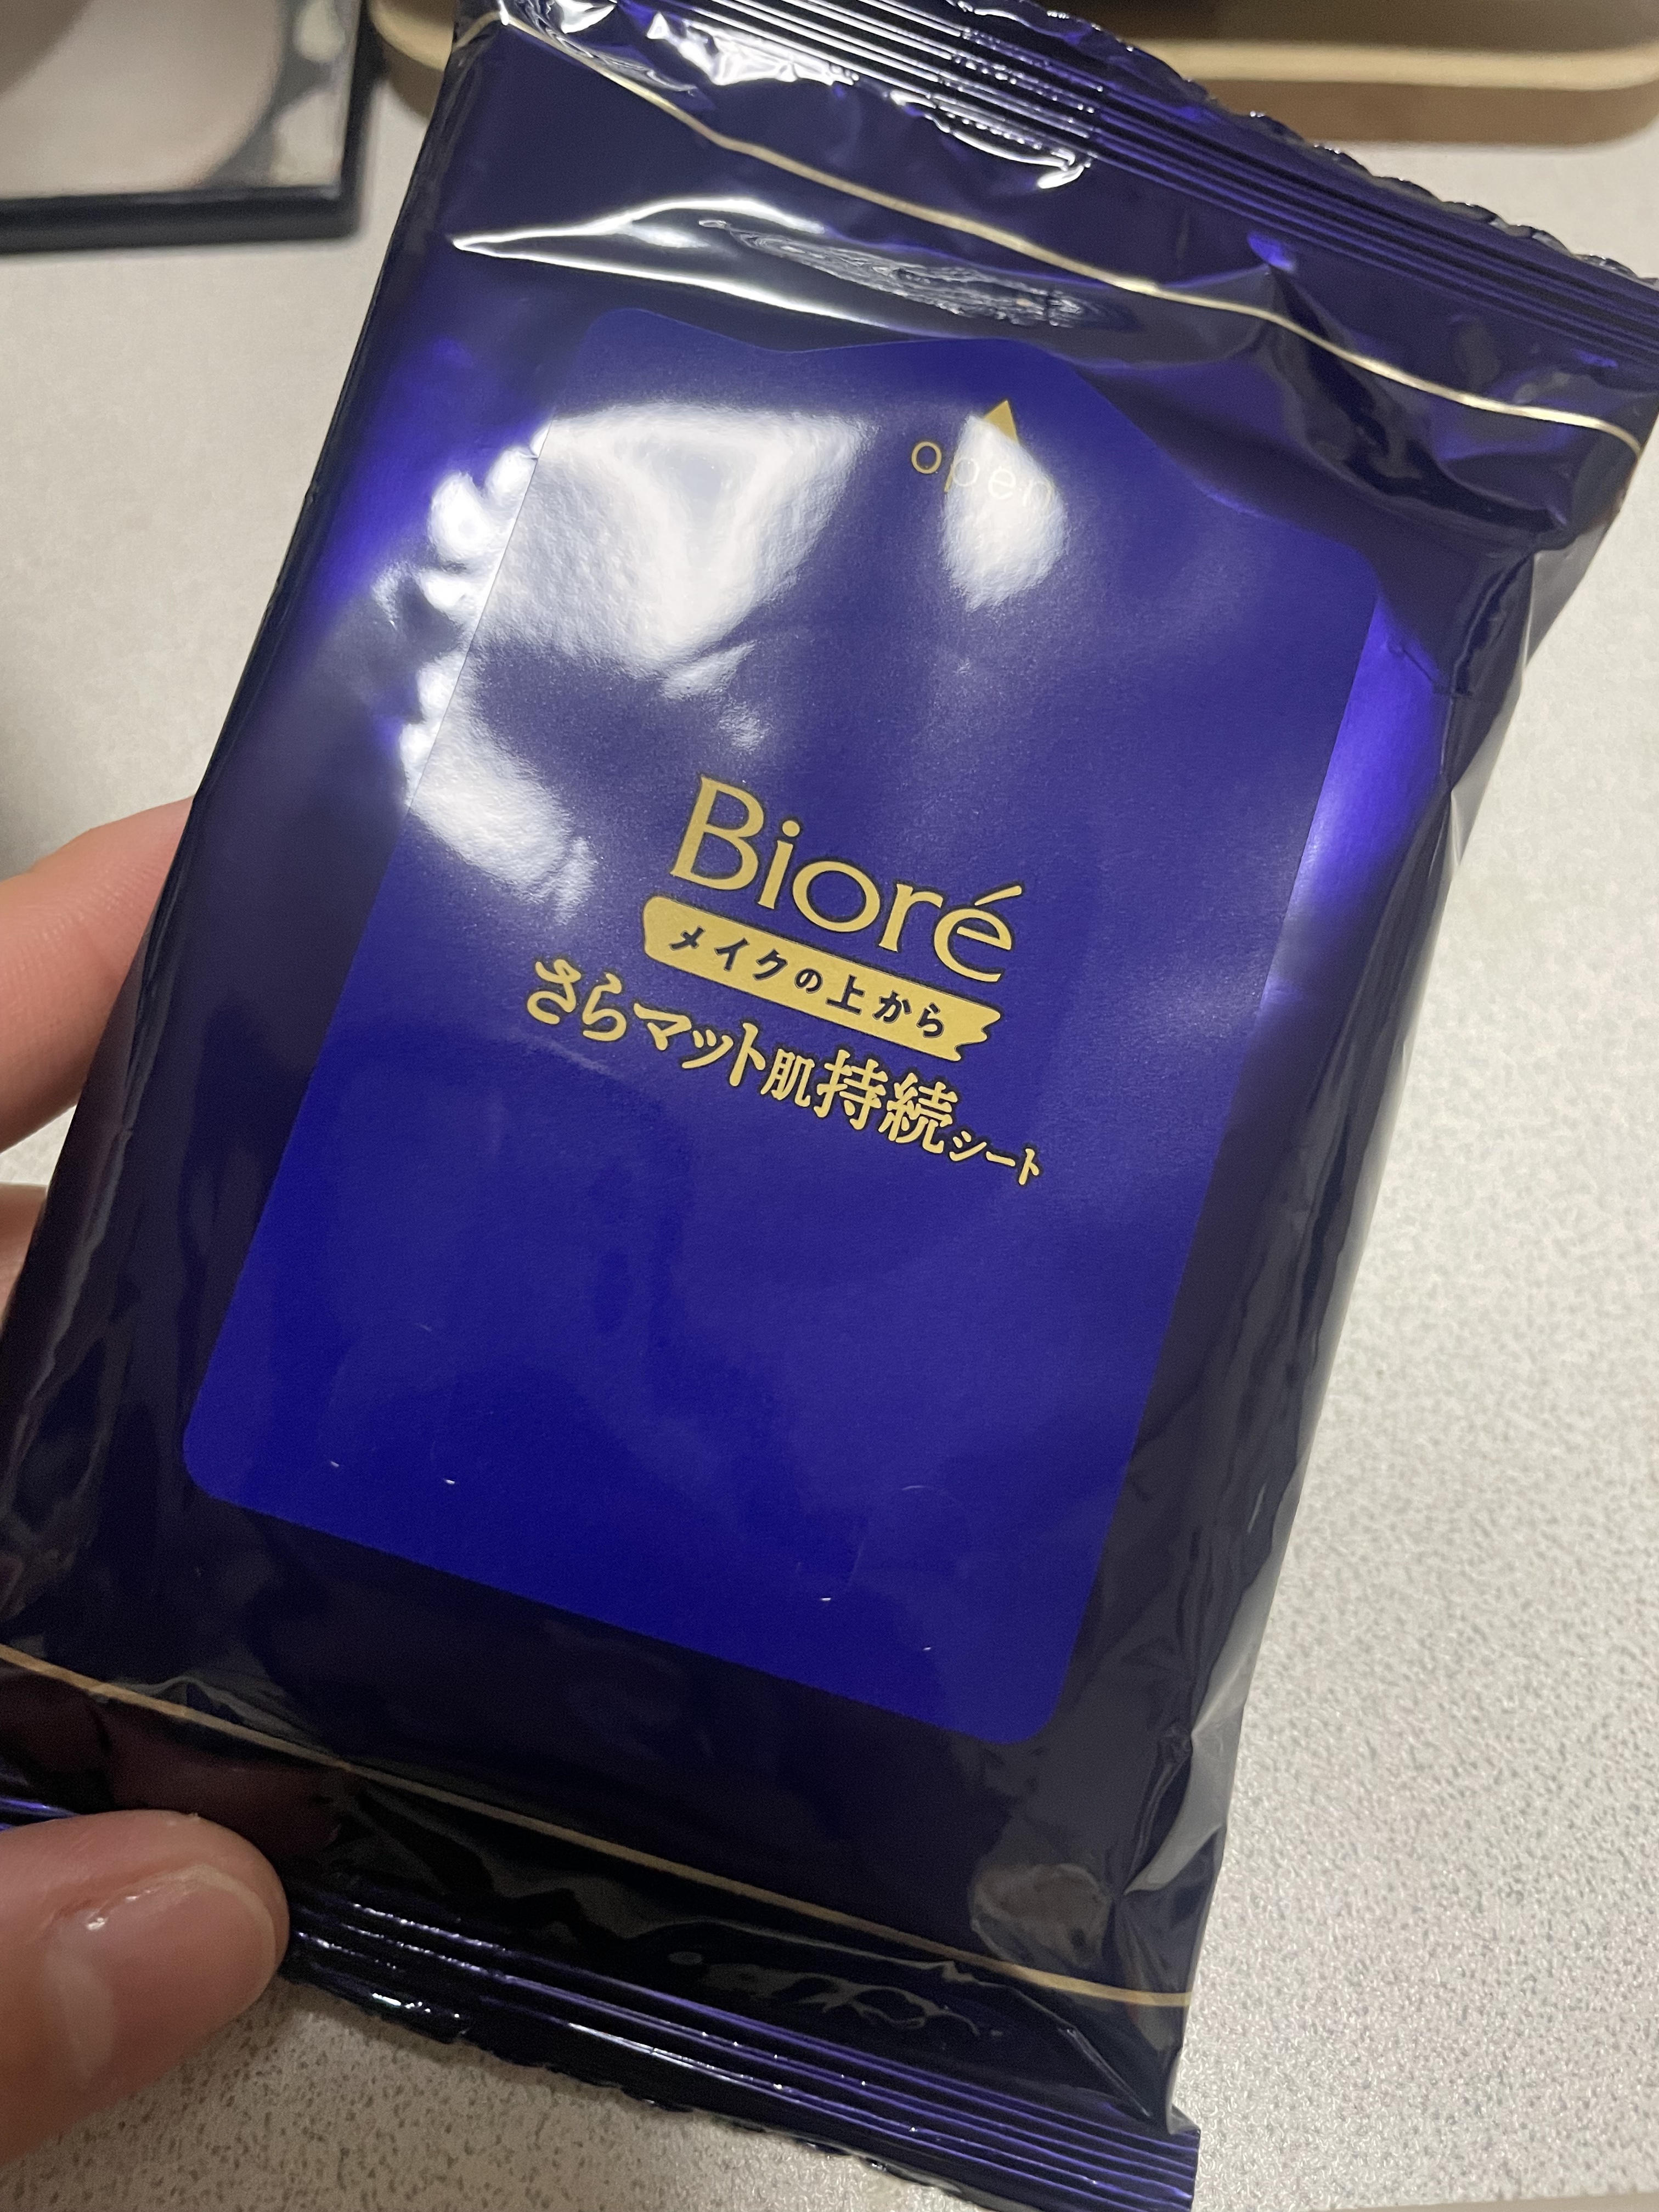 open
Bioré
メイクの上から
さらマット肌持続シート